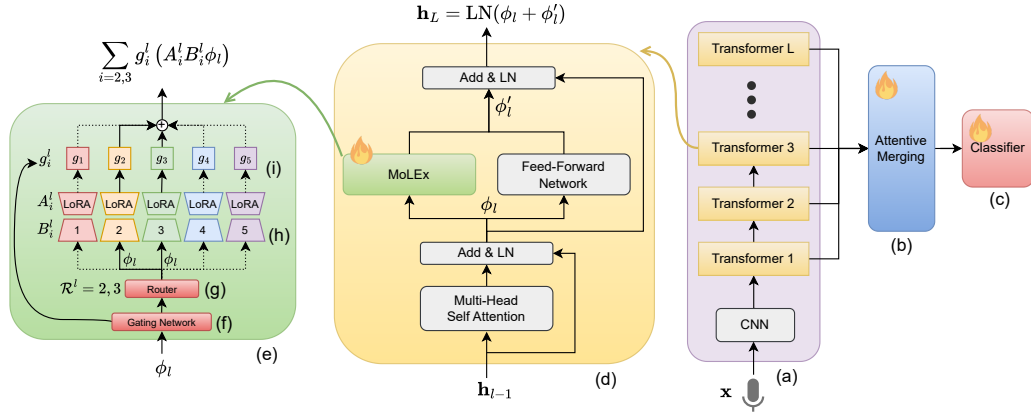 ∑_{i=2,3} g_i^l (A_i^l B_i^l ϕ_l)
g_i^l
g_1 g_2 g_3 g_4 g_5
+
(i)
A_i^l
LoRA LoRA LoRA LoRA LoRA
B_i^l
1 2 3 4 5
(h)
ϕ_l ϕ_l
R^l = 2, 3
Router
(g)
Gating Network
(f)
(e)
ϕ_l
h_L = LN(ϕ_l + ϕ'_l)
Add & LN
ϕ'_l
MoLEx
Feed-Forward
Network
ϕ_l
Add & LN
Multi-Head
Self Attention
(d)
h_{l−1}
Transformer L
Transformer 3
Transformer 2
Transformer 1
CNN
(a)
x
Attentive
Merging
(b)
Classifier
(c)